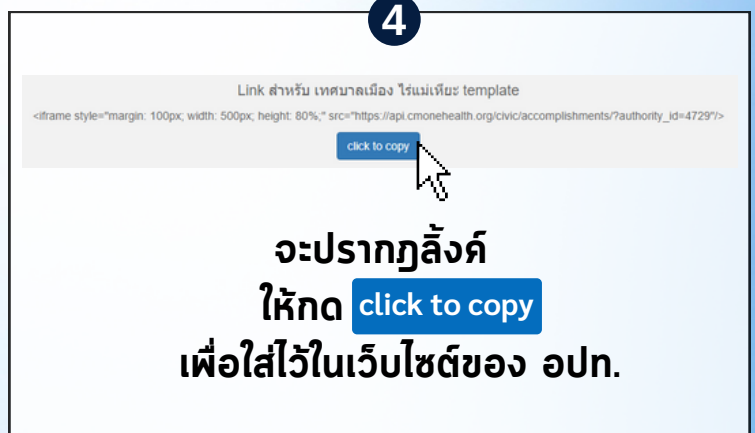 4
Link สำหรับ เทศบาลเมือง ไร่แม่เหียะ template
<iframe style="margin: 100px; width: 500px; height: 80%;" src="https://api.cmonehealth.org/civic/accomplishments/?authority_id=4729"/>
click to copy
จะปรากฏลิ้งค์
ให้กด click to copy
เพื่อใส่ไว้ในเว็บไซต์ของ อปท.